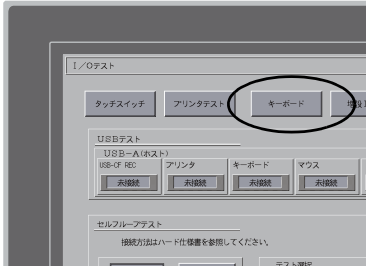 I/Oテスト
タッチスイッチ プリンタテスト キーボード 増設I
USBテスト
USB-A(ホスト)
USB-CF REC プリンタ キーボード マウス
未接続 未接続 未接続 未接続
セルフループテスト
接続方法はハード仕様書を参照してください。
テスト選択